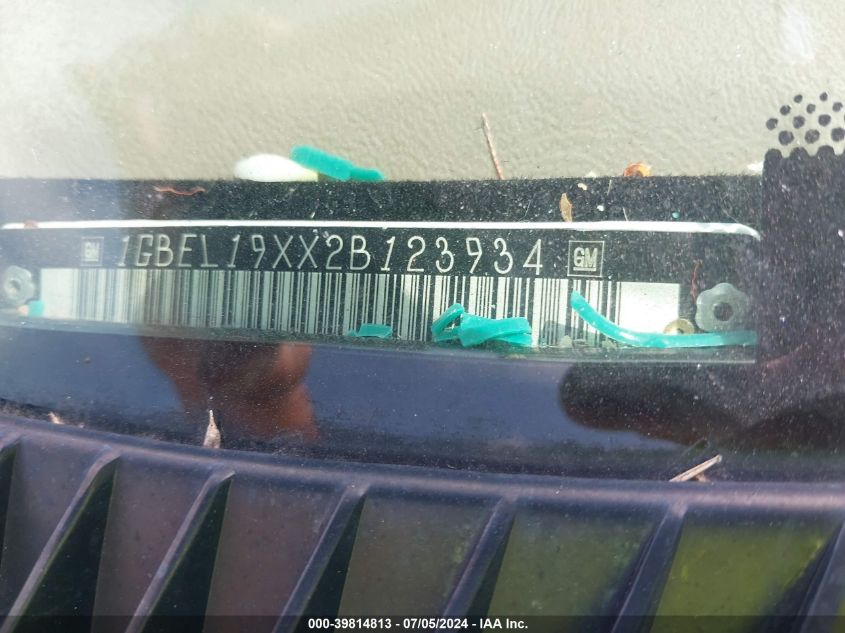 GM 1GBEL19XX2B123934 GM
000-39814813 - 07/05/2024 - IAA Inc.